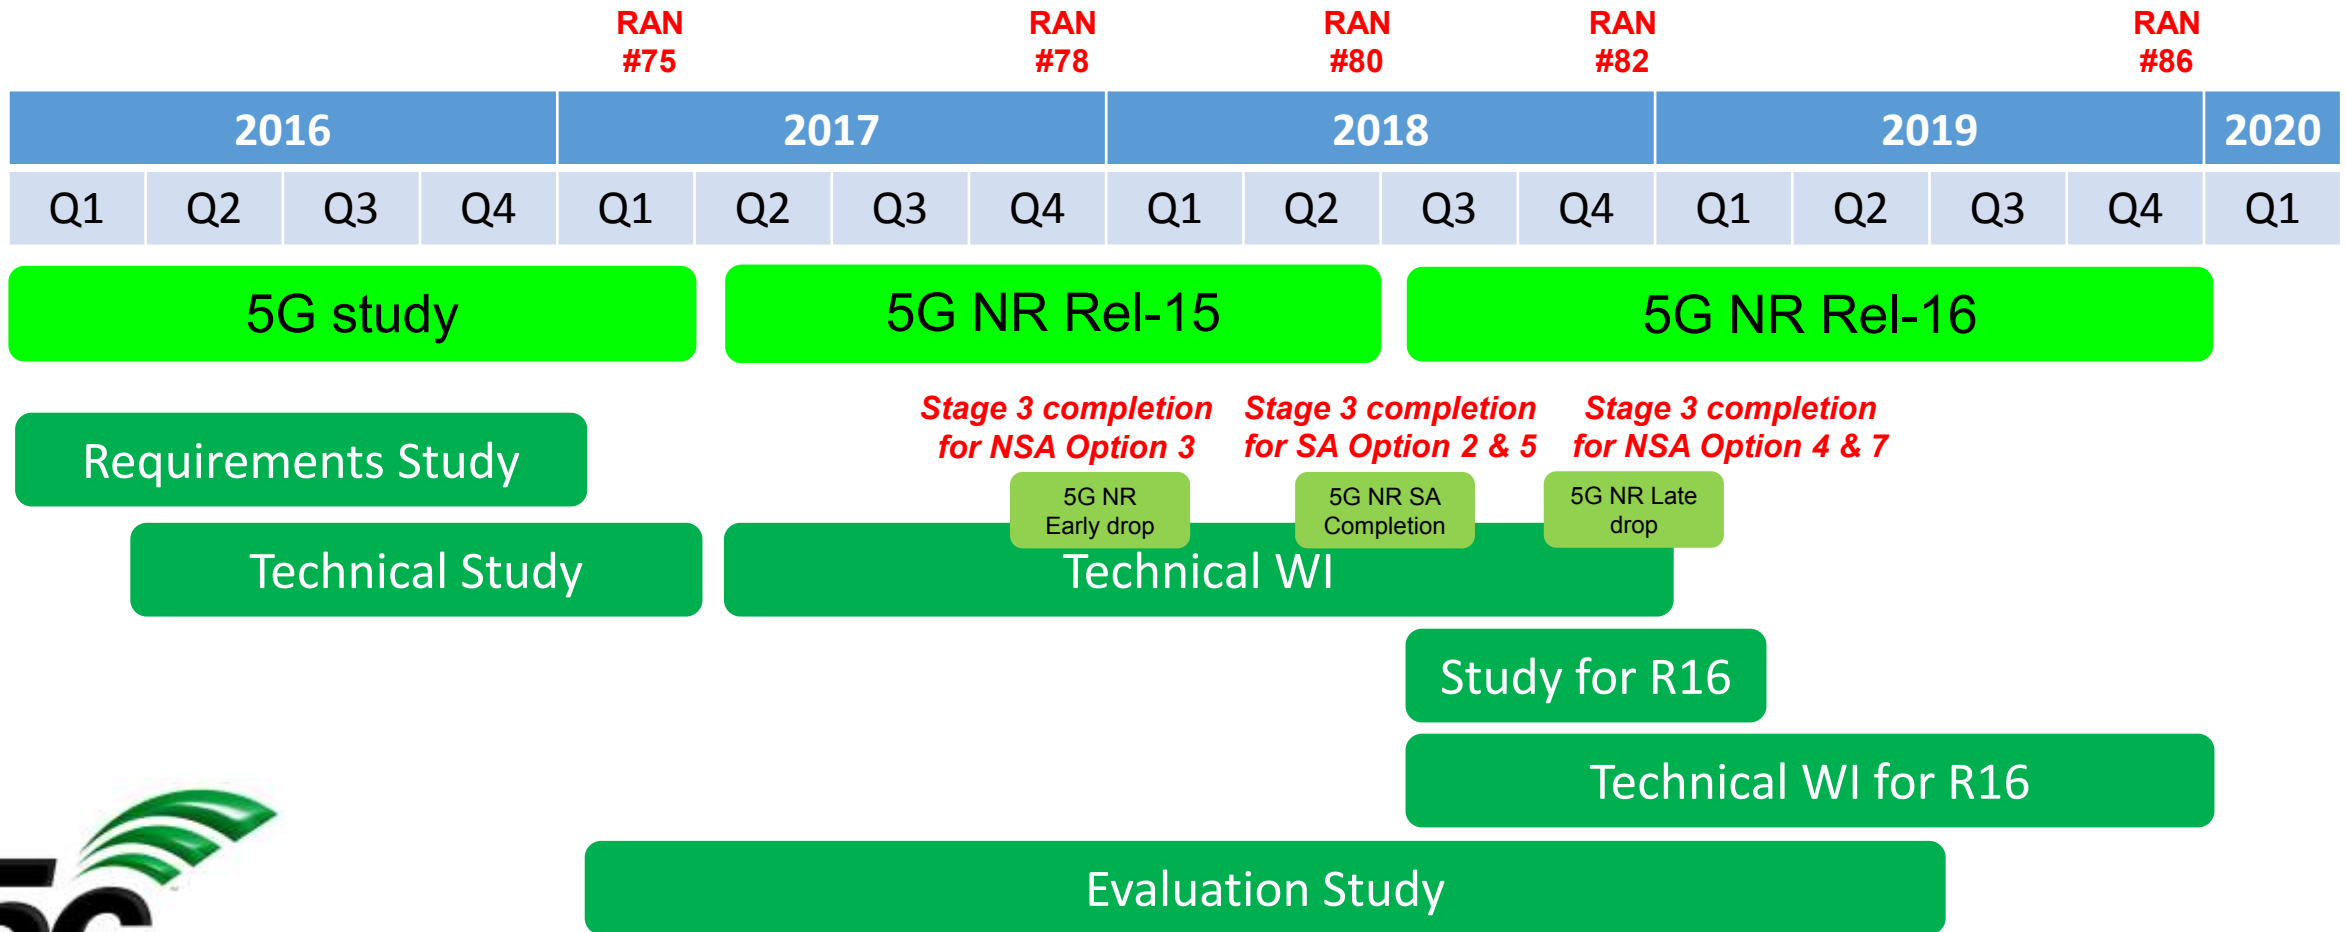 RAN RAN RAN RAN RAN
#75 #78 #80 #82 #86
2016 2017 2018 2019 2020
Q1 Q2 Q3 Q4 Q1 Q2 Q3 Q4 Q1 Q2 Q3 Q4 Q1 Q2 Q3 Q4 Q1
5G study
5G NR Rel-15
5G NR Rel-16
Stage 3 completion
for NSA Option 3
Stage 3 completion
for SA Option 2 & 5
Stage 3 completion
for NSA Option 4 & 7
Requirements Study
5G NR
Early drop
5G NR SA
Completion
5G NR Late
drop
Technical Study
Technical WI
Study for R16
Technical WI for R16
Evaluation Study
5G